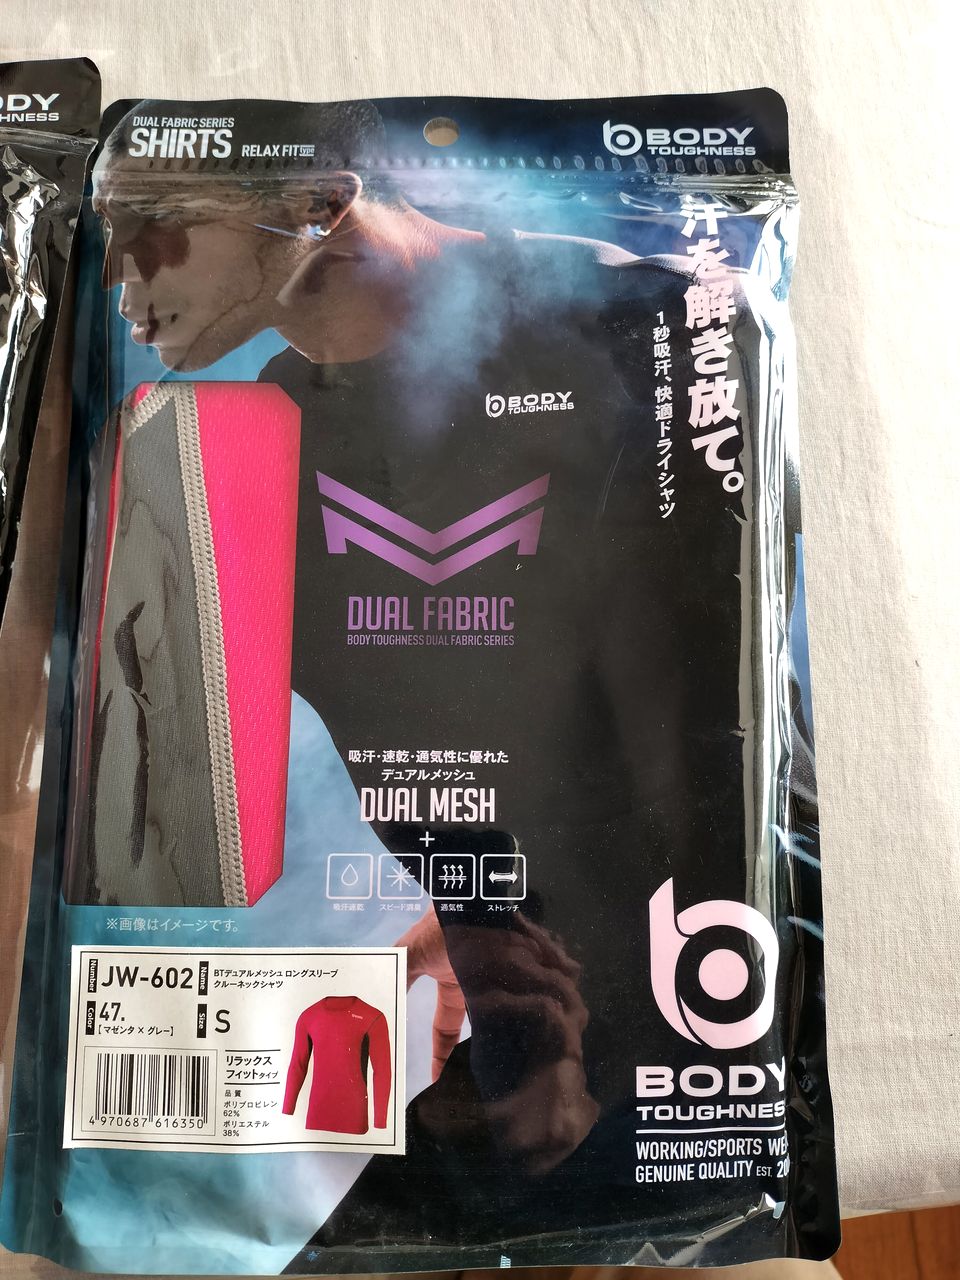 ODY
HNESS
DUAL FABRIC SERIES
SHIRTS RELAX FIT type
BODY
TOUGHNESS
汗を解き放て。
1秒吸汗、快適ドライシャツ
BODY
TOUGHNESS
DUAL FABRIC
BODY TOUGHNESS DUAL FABRIC SERIES
吸汗・速乾・通気性に優れた
デュアルメッシュ
DUAL MESH
+
吸汗速乾 スピード消臭 通気性 ストレッチ
※画像はイメージです。
Number JW-602 Name BTデュアルメッシュ ロングスリーブ
クルーネックシャツ
Color 47. Size S
【マゼンタ×グレー】
リラックス
フィットタイプ
品質
ポリプロピレン
62%
ポリエステル
38%
4 970687 616350
BODY
TOUGHNES
WORKING/SPORTS WE
GENUINE QUALITY EST. 20